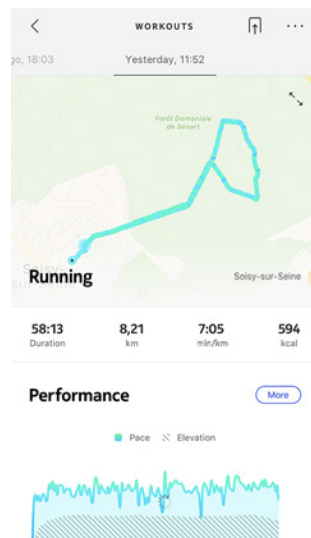 WORKOUTS
go, 18:03
Yesterday, 11:52
Forêt Domaniale
de Sénart
Running
Soisy-sur-Seine
58:13
8,21
7:05
594
Duration
km
min/km
kcal
Performance
More
Pace
Elevation